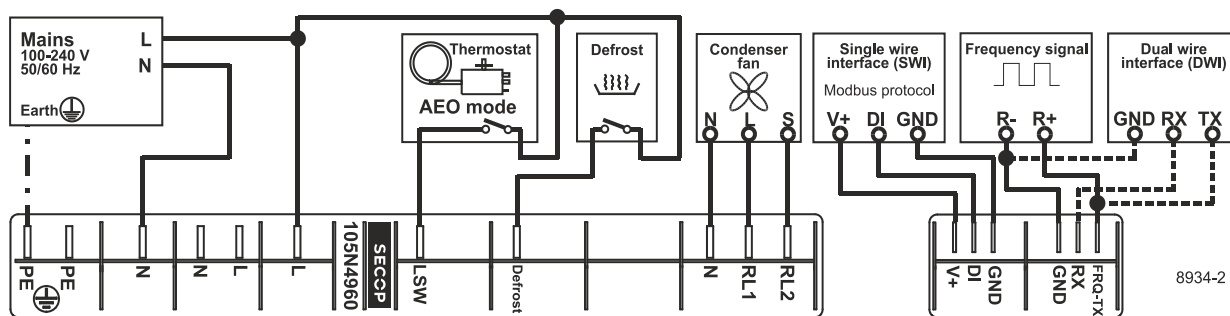 Mains
100-240 V
50/60 Hz
L
N
Earth
Thermostat
AEO mode
Defrost
Condenser
fan
N L S
Single wire
interface (SWI)
Modbus protocol
V+ DI GND
Frequency signal
R- R+
Dual wire
interface (DWI)
GND RX TX
PE
PE
N
N
L
L
105N4960
SECOP
LSW
Defrost
N
RL1
RL2
V+
DI
GND
GND
RX
FRQ-TX
8934-2